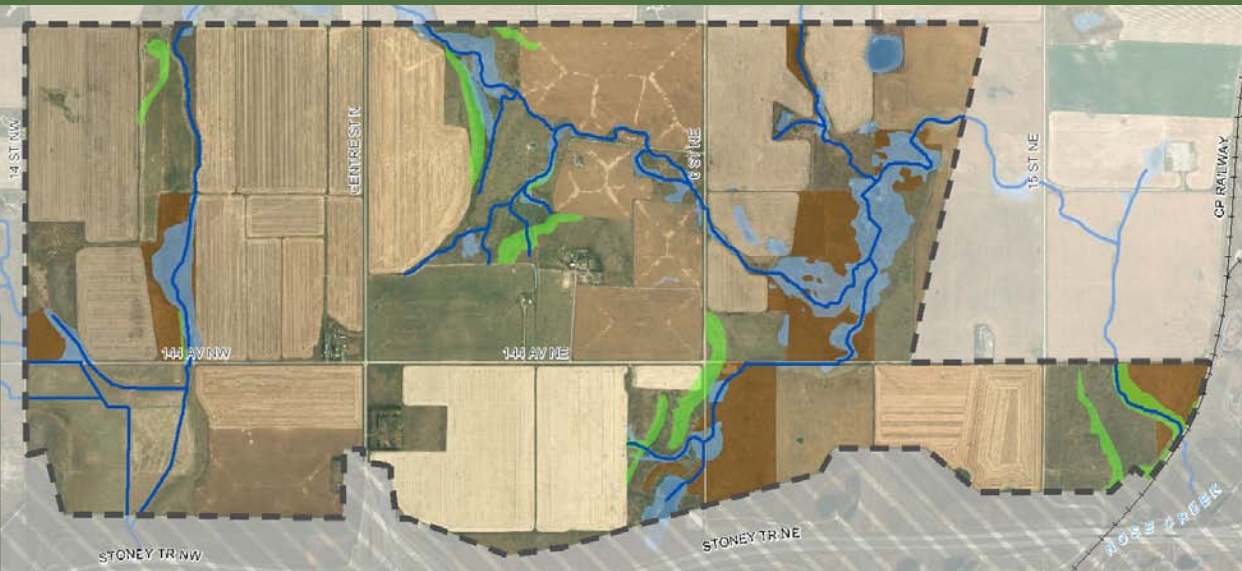 14 ST NW
CENTRE ST N
6 ST NE
15 ST NE
CP RAILWAY
144 AV NW
144 AV NE
STONEY TR NW
STONEY TR NE
NOSE CREEK